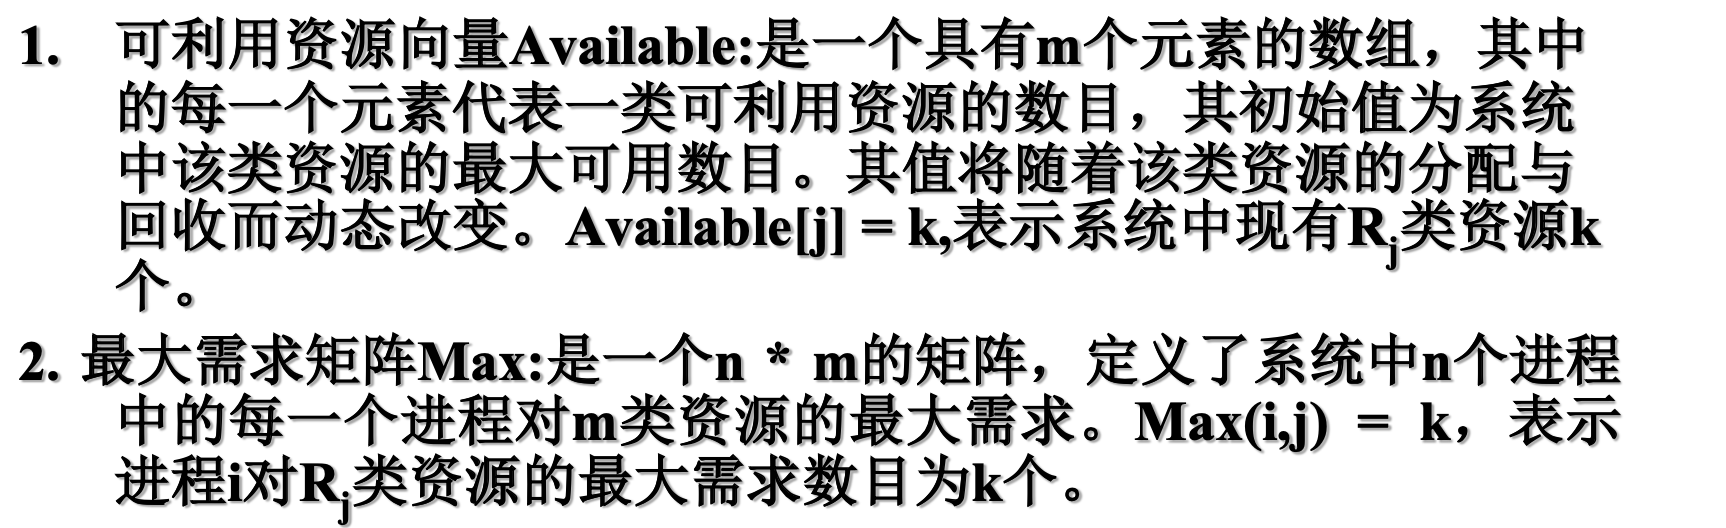 1. 可利用资源向量Available:是一个具有m个元素的数组，其中
的每一个元素代表一类可利用资源的数目，其初始值为系统
中该类资源的最大可用数目。其值将随着该类资源的分配与
回收而动态改变。Available[j] = k,表示系统中现有Rj类资源k
个。
2. 最大需求矩阵Max:是一个n * m的矩阵，定义了系统中n个进程
中的每一个进程对m类资源的最大需求。Max(i,j) = k，表示
进程i对Rj类资源的最大需求数目为k个。